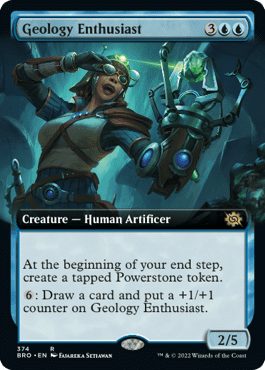 Geology Enthusiast 3
Creature — Human Artificer
At the beginning of your end step,
create a tapped Powerstone token.
6: Draw a card and put a +1/+1
counter on Geology Enthusiast.
2/5
374 R
BRO • EN Fajareka Setiawan
™ & © 2022 Wizards of the Coast